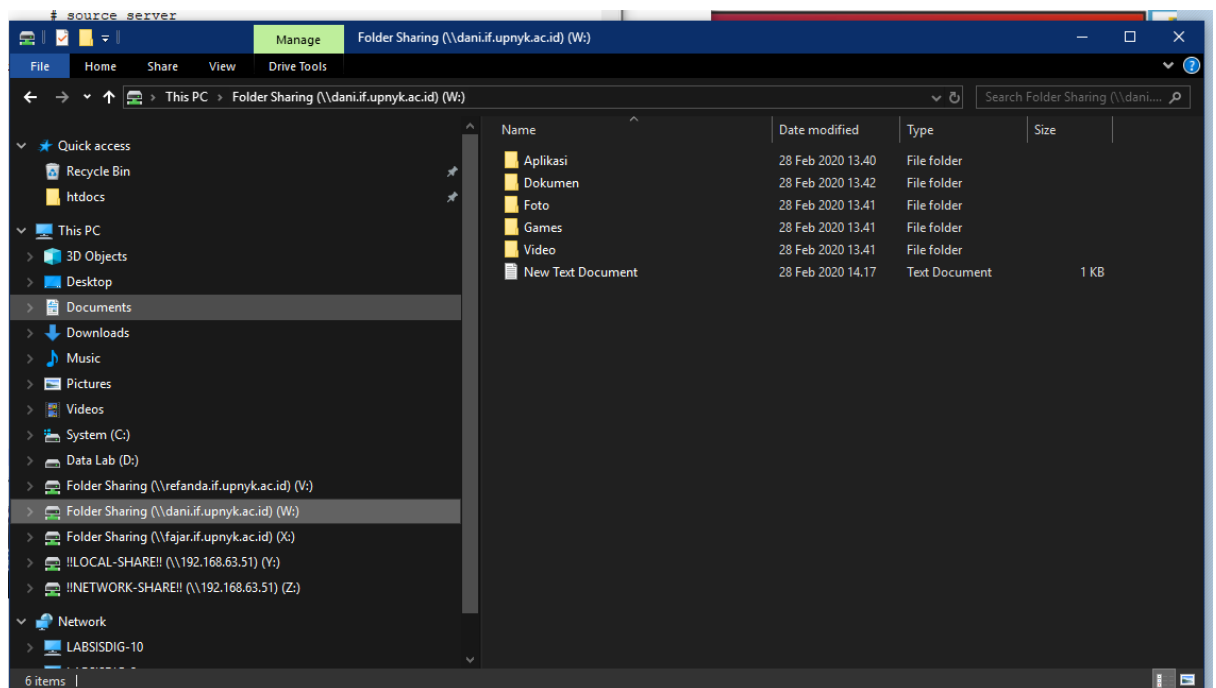 # source server
Manage
Folder Sharing (\\dani.if.upnyk.ac.id) (W:)
File Home Share View Drive Tools
This PC > Folder Sharing (\\dani.if.upnyk.ac.id) (W:)
Search Folder Sharing (\\dani....
Quick access
Recycle Bin
htdocs
This PC
3D Objects
Desktop
Documents
Downloads
Music
Pictures
Videos
System (C:)
Data Lab (D:)
Folder Sharing (\\refanda.if.upnyk.ac.id) (V:)
Folder Sharing (\\dani.if.upnyk.ac.id) (W:)
Folder Sharing (\\fajar.if.upnyk.ac.id) (X:)
!!LOCAL-SHARE!! (\\192.168.63.51) (Y:)
!!NETWORK-SHARE!! (\\192.168.63.51) (Z:)
Network
LABSISDIG-10
Name Date modified Type Size
Aplikasi 28 Feb 2020 13.40 File folder
Dokumen 28 Feb 2020 13.42 File folder
Foto 28 Feb 2020 13.41 File folder
Games 28 Feb 2020 13.41 File folder
Video 28 Feb 2020 13.41 File folder
New Text Document 28 Feb 2020 14.17 Text Document 1 KB
6 items